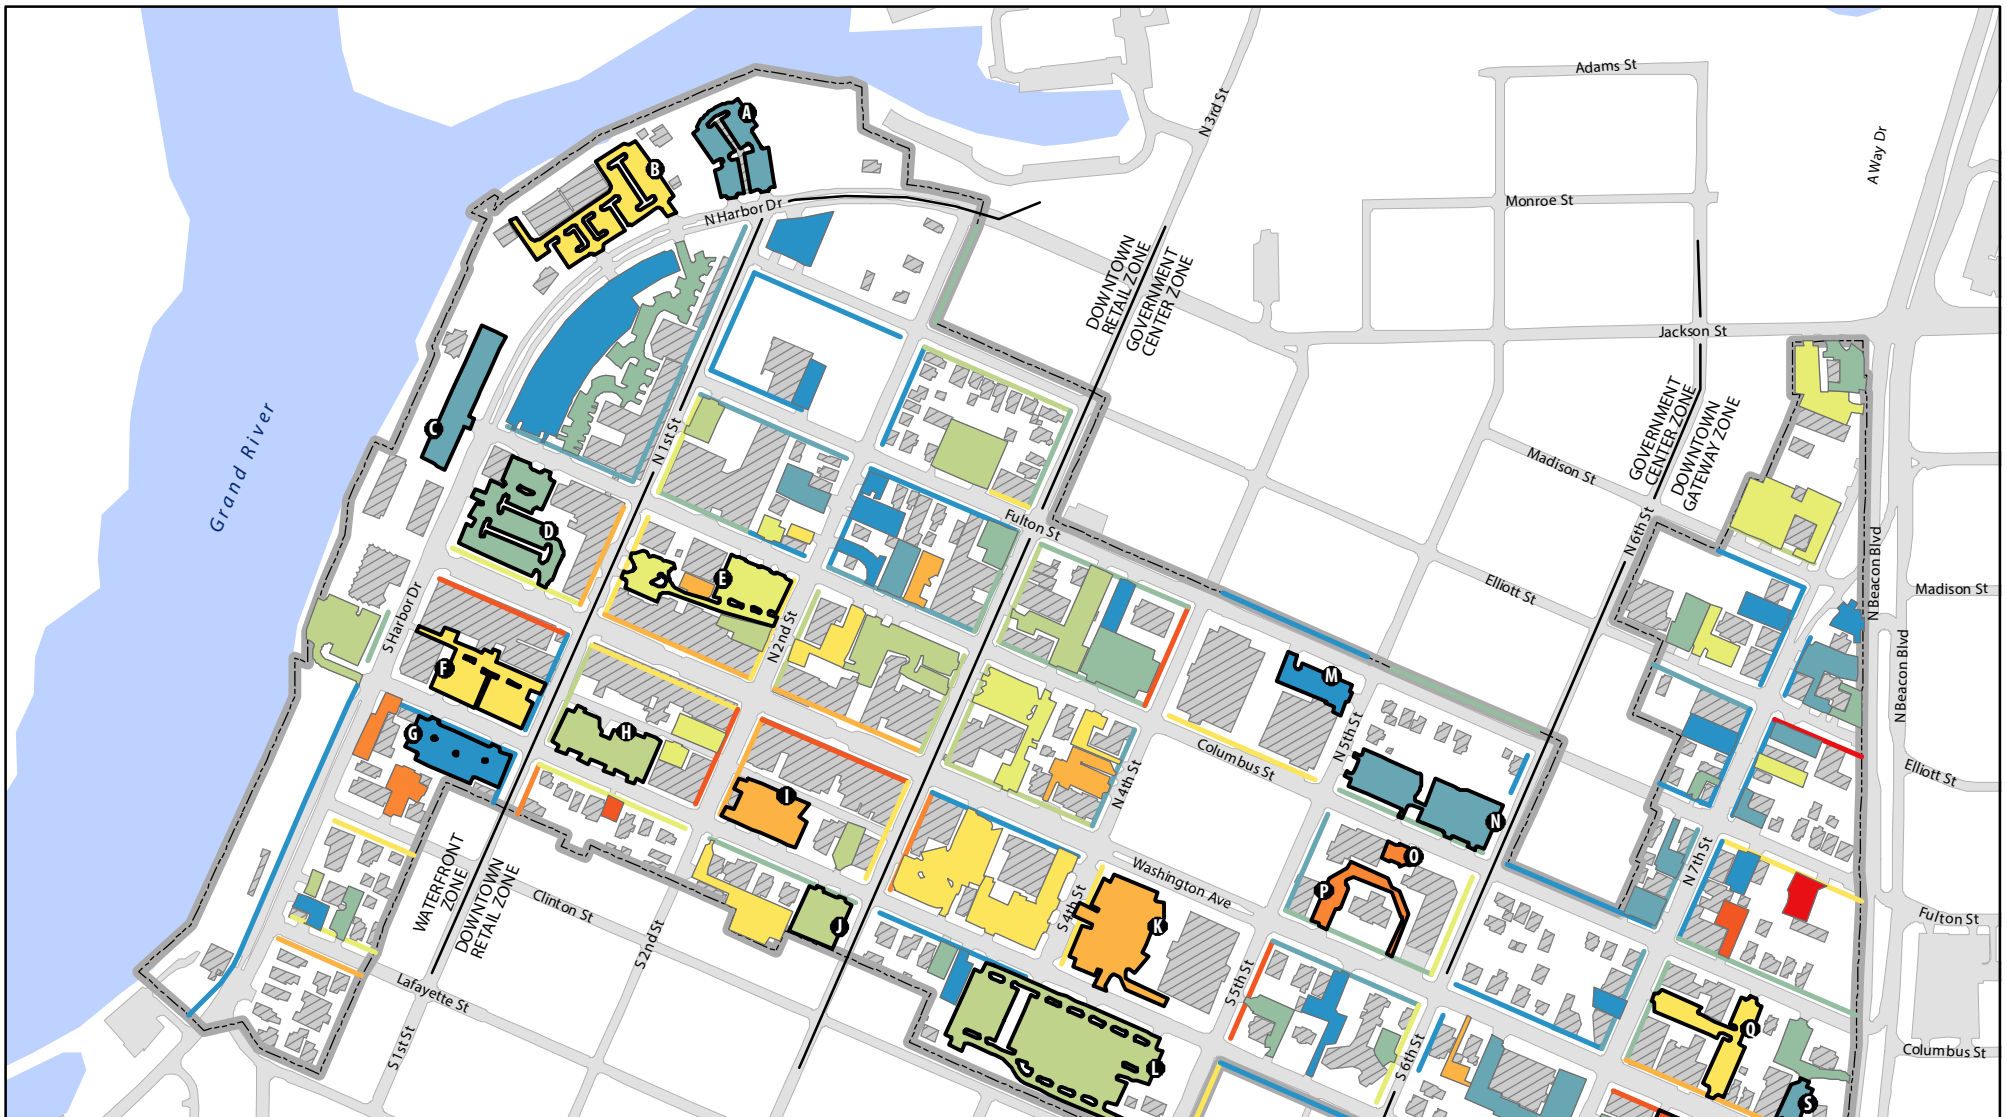 Adams St
A
N 3rd St
AWay Dr
B
Monroe St
N Harbor Dr
DOWNTOWN
RETAIL ZONE
GOVERNMENT
CENTER ZONE
Jackson St
C
Grand River
N 1st St
GOVERNMENT
CENTER ZONE
DOWNTOWN
GATEWAY ZONE
Madison St
D
Fulton St
N 6th St
N Beacon Blvd
E
Elliott St
Madison St
S Harbor Dr
N 2nd St
F
M
N Beacon Blvd
G
H
N 5th St
Columbus St
Elliott St
N 4th St
I
N
WATERFRONT
ZONE
DOWNTOWN
RETAIL ZONE
O
N 7th St
Washington Ave
P
Clinton St
S 4th St
J
K
Fulton St
S 2nd St
Lafayette St
S 5th St
Q
S 1st St
S 6th St
Columbus St
L
S